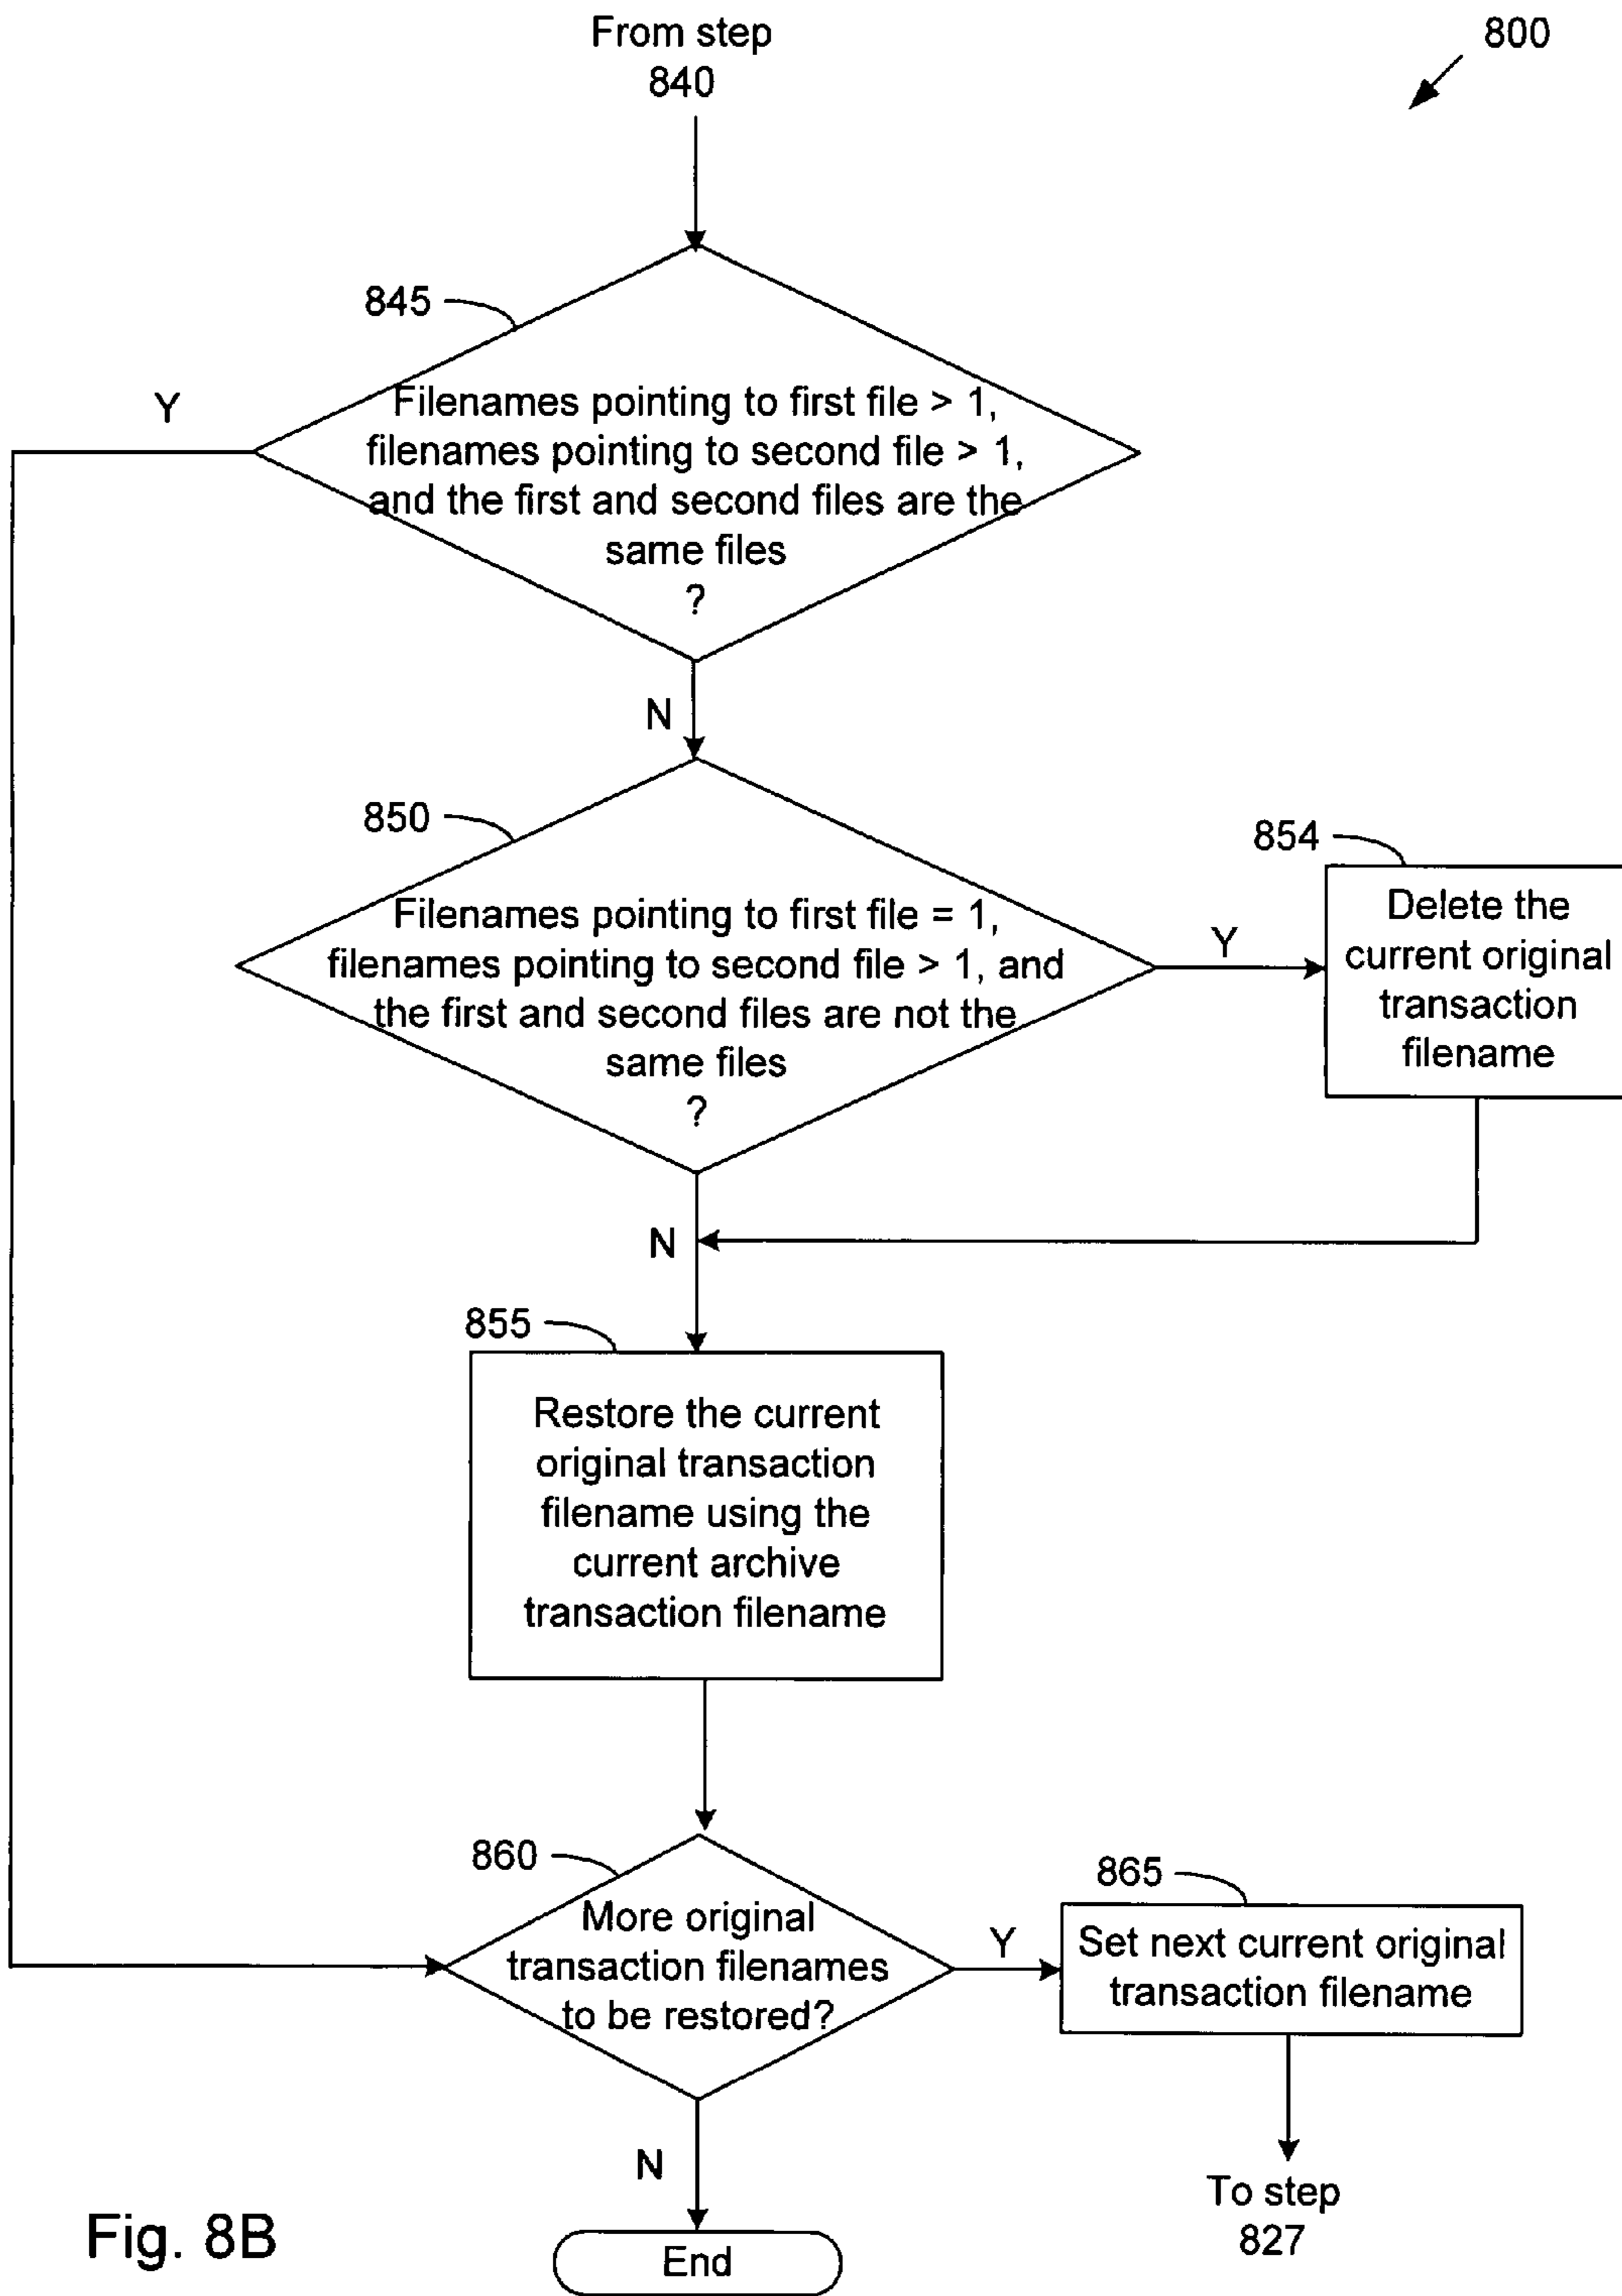 From step
840
800
845
Y
Filenames pointing to first file > 1,
filenames pointing to second file > 1,
and the first and second files are the
same files
?
N
850
854
Filenames pointing to first file = 1,
filenames pointing to second file > 1, and
the first and second files are not the
same files
?
Y
Delete the
current original
transaction
filename
N
855
Restore the current
original transaction
filename using the
current archive
transaction filename
860
More original
transaction filenames
to be restored?
Y
865
Set next current original
transaction filename
N
To step
827
End
Fig. 8B